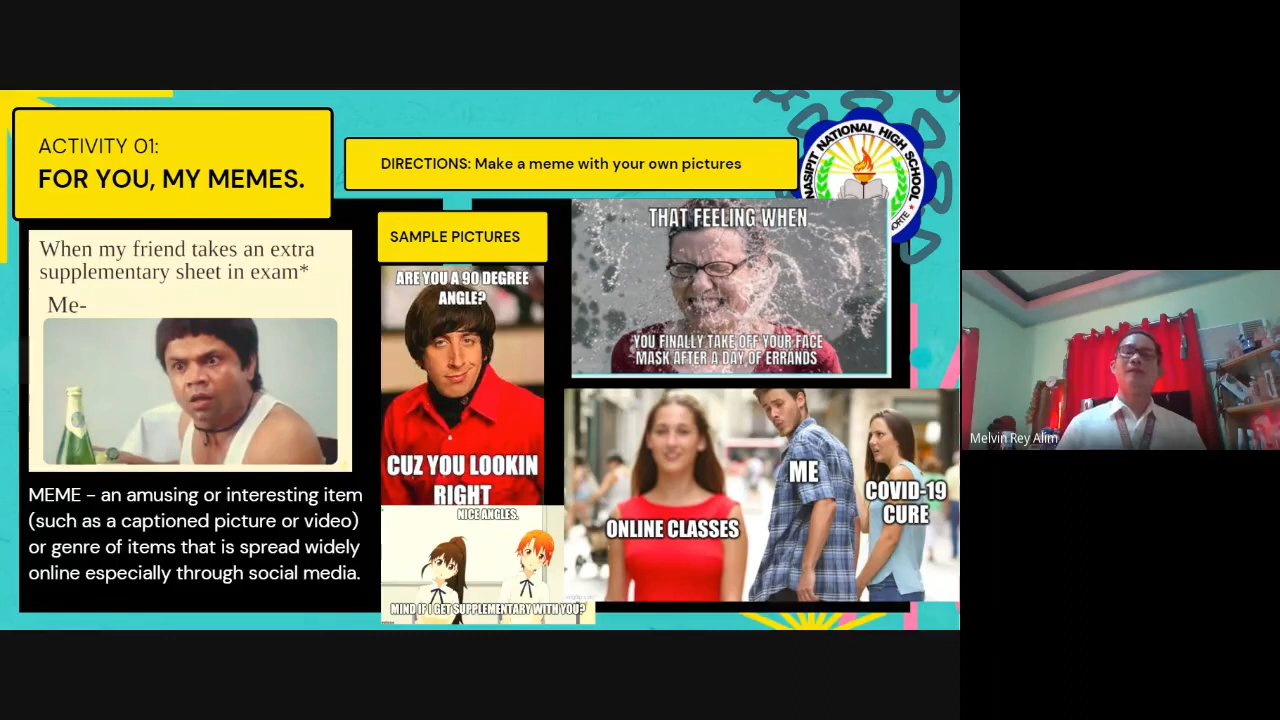 ACTIVITY 01:
FOR YOU, MY MEMES.
DIRECTIONS: Make a meme with your own pictures
NASIPIT NATIONAL HIGH SCHOOL
ORTE
When my friend takes an extra
supplementary sheet in exam*
Me-
MEME - an amusing or interesting item
(such as a captioned picture or video)
or genre of items that is spread widely
online especially through social media.
SAMPLE PICTURES
ARE YOU A 90 DEGREE
ANGLE?
CUZ YOU LOOKIN
RIGHT
NICE ANGLES.
MIND IF I GET SUPPLEMENTARY WITH YOU?
THAT FEELING WHEN
YOU FINALLY TAKE OFF YOUR FACE
MASK AFTER A DAY OF ERRANDS
ONLINE CLASSES
ME
COVID-19
CURE
Melvin Rey Alim